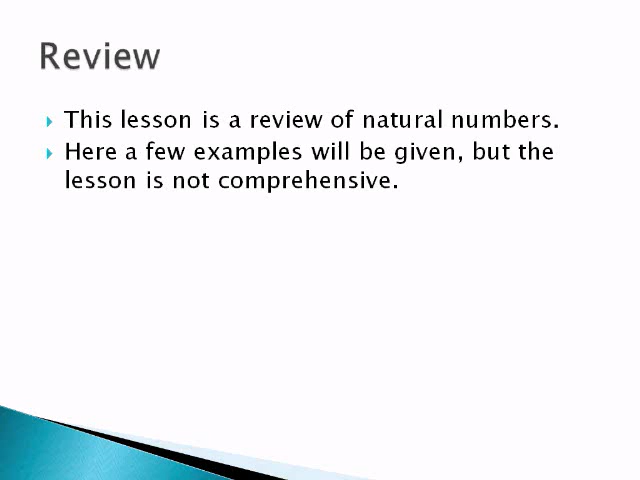 Review
This lesson is a review of natural numbers.
Here a few examples will be given, but the
lesson is not comprehensive.